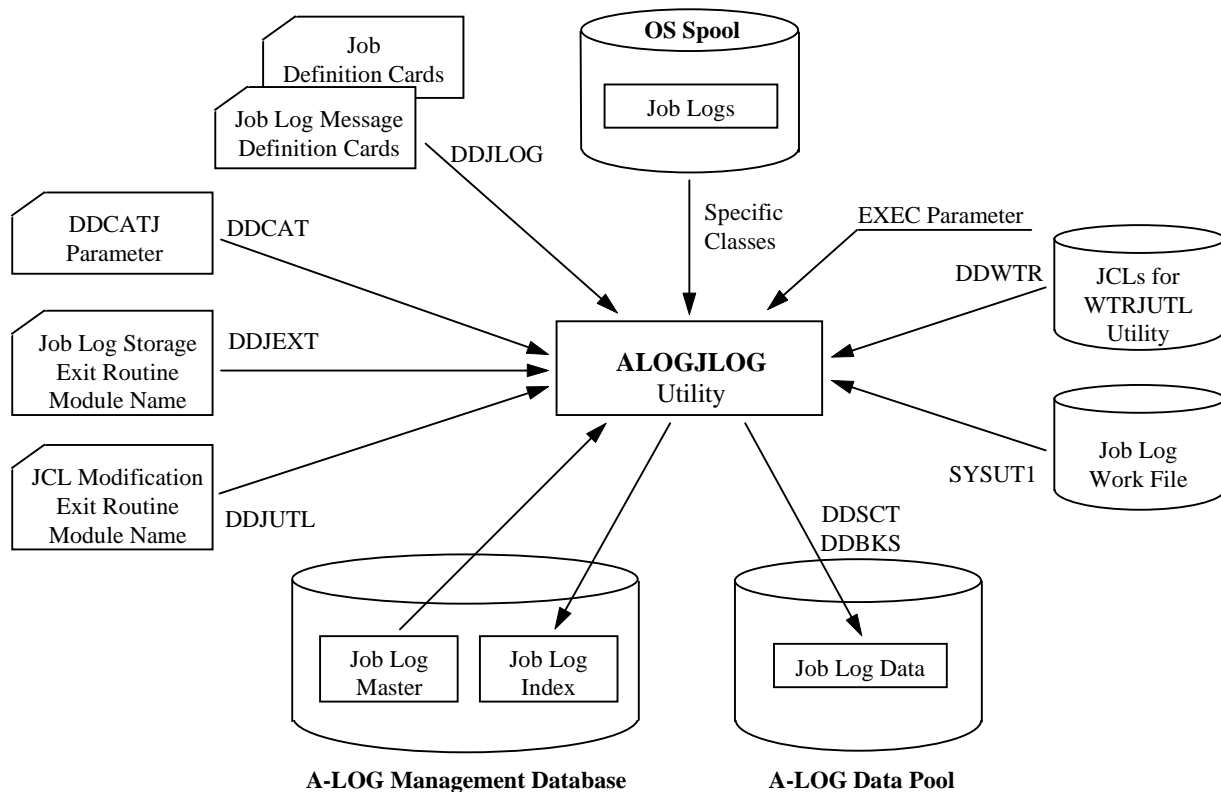 Job
Definition Cards
Job Log Message
Definition Cards
DDJLOG
OS Spool
Job Logs
Specific
Classes
EXEC Parameter
DDWTR
JCLs for
WTRJUTL
Utility
DDCATJ
Parameter
DDCAT
Job Log Storage
Exit Routine
Module Name
DDJEXT
ALOGJLOG
Utility
JCL Modification
Exit Routine
Module Name
DDJUTL
SYSUT1
Job Log
Work File
DDSCT
DDBKS
Job Log
Master
Job Log
Index
Job Log Data
A-LOG Management Database
A-LOG Data Pool